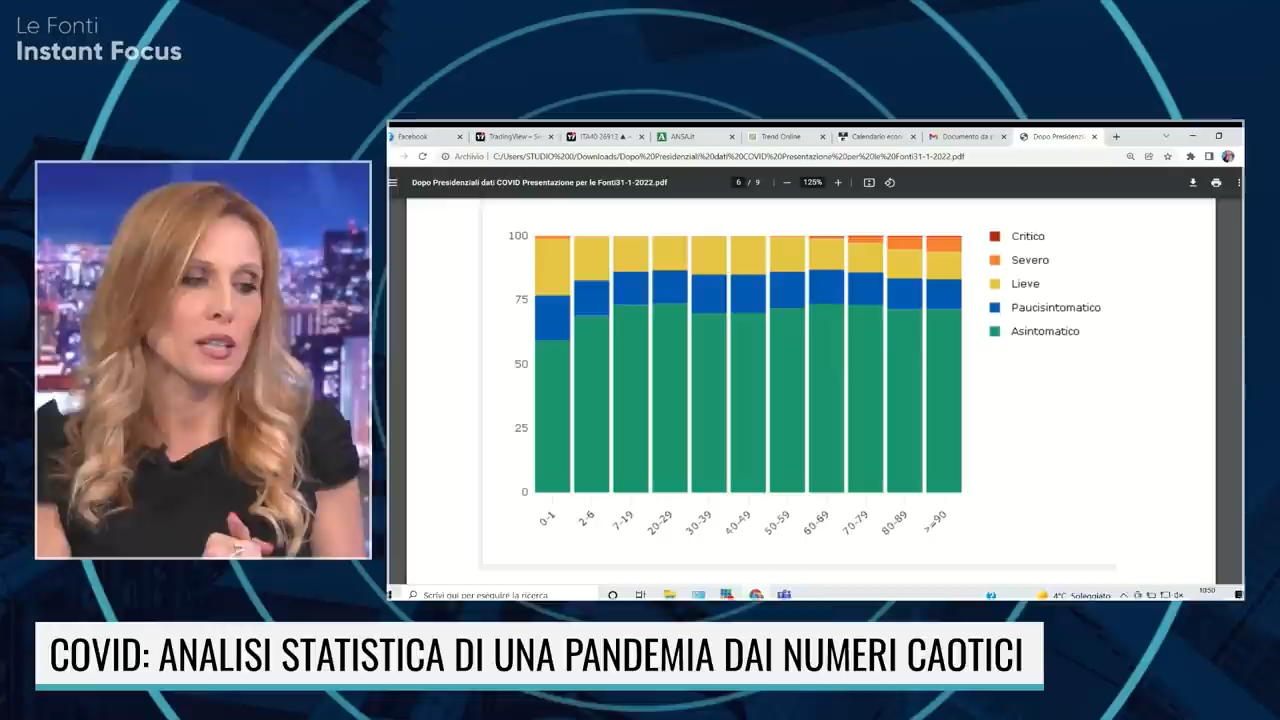 Le Fonti
Instant Focus
Facebook
TradingView – S
ITA40 26913 ▲
ANSA.it
Trend Online
Calendario econ
Documento da
Dopo Presidenzi
Archivio | C:/Users/STUDIO%200/Downloads/Dopo%20Presidenziali%20dati%20COVID%20Presentazione%20per%20le%20Fonti31-1-2022.pdf
Dopo Presidenziali dati COVID Presentazione per le Fonti31-1-2022.pdf
6 / 9
— 125% +
100
75
50
25
0
0-1
2-6
7-19
20-29
30-39
40-49
50-59
60-69
70-79
80-89
>=90
Critico
Severo
Lieve
Paucisintomatico
Asintomatico
Scrivi qui per eseguire la ricerca
4°C Soleggiato
10:50
COVID: ANALISI STATISTICA DI UNA PANDEMIA DAI NUMERI CAOTICI